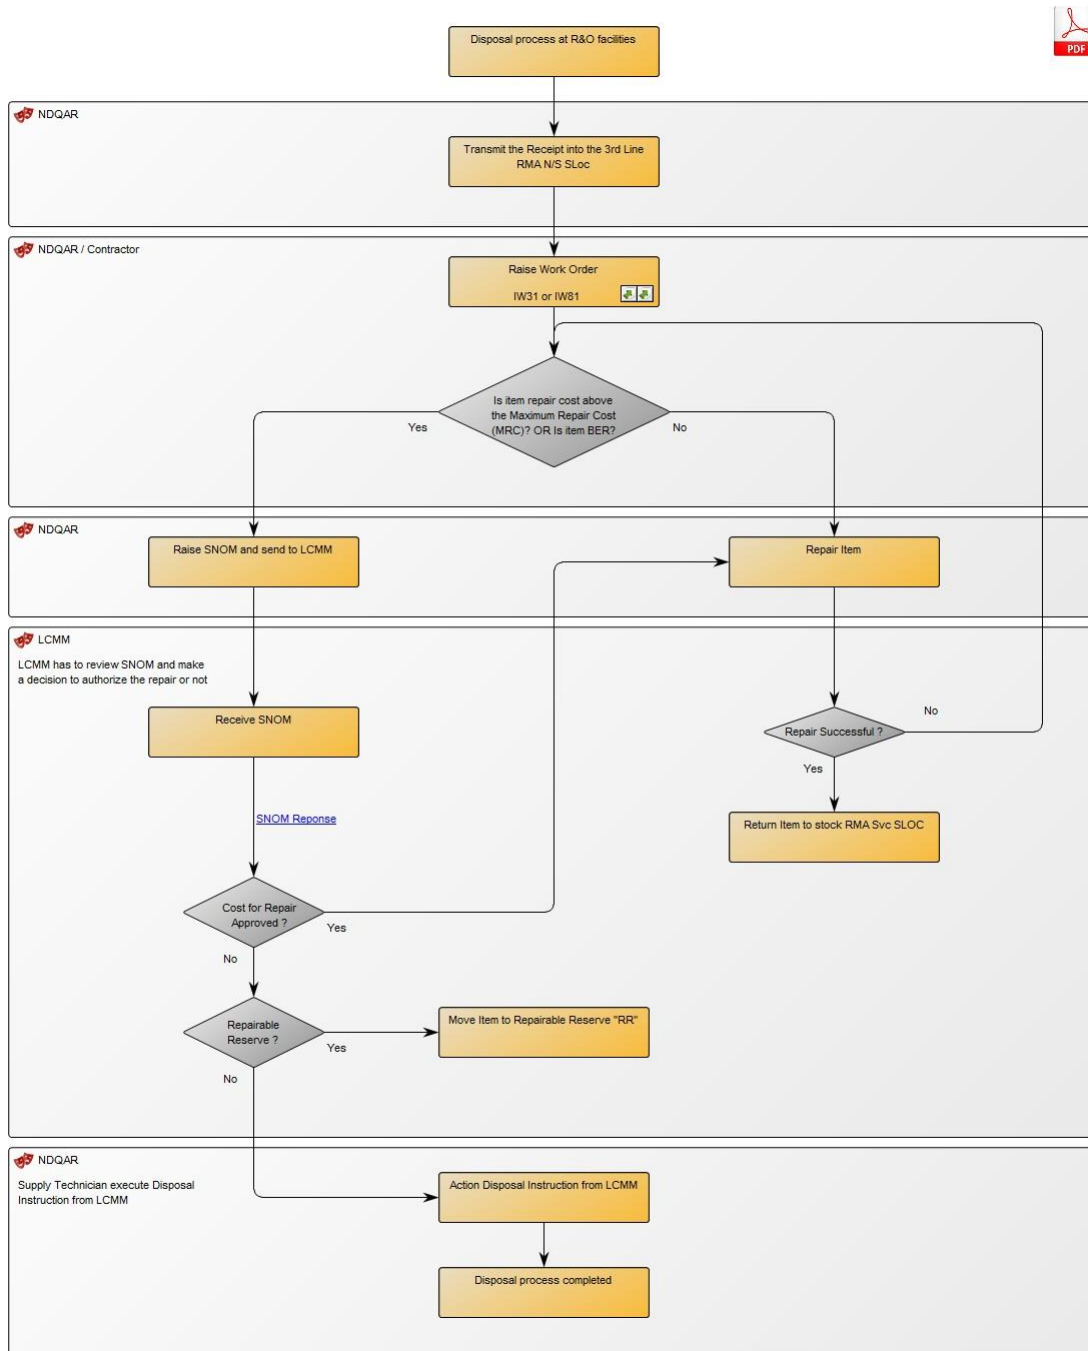 Disposal process at R&O facilities
PDF
NDQAR
Transmit the Receipt into the 3rd Line
RMA N/S SLoc
NDQAR / Contractor
Raise Work Order
IW31 or IW81
Is item repair cost above
the Maximum Repair Cost
(MRC)? OR Is item BER?
Yes
No
NDQAR
Raise SNOM and send to LCMM
Repair Item
LCMM
LCMM has to review SNOM and make
a decision to authorize the repair or not
Receive SNOM
No
Repair Successful ?
Yes
SNOM Reponse
Return Item to stock RMA Svc SLOC
Cost for Repair
Approved ?
Yes
No
Repairable
Reserve ?
Move Item to Repairable Reserve "RR"
Yes
No
NDQAR
Supply Technician execute Disposal
Instruction from LCMM
Action Disposal Instruction from LCMM
Disposal process completed